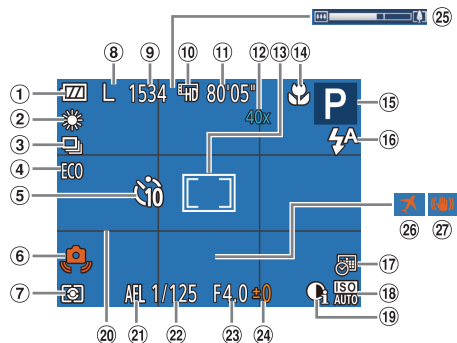 ⑧ ⑨ ⑩ ⑪ ⑫ ⑬ ⑭ ㉕
① L 1534 HD 80'05" 40x P ⑮
②
③ A ⑯
④ ECO
⑤ 10
㉖ ㉗
⑥ ⑰
⑦ AEL 1/125 F4.0 ±0 i ISO AUTO ⑱
⑲
⑳ ㉑ ㉒ ㉓ ㉔